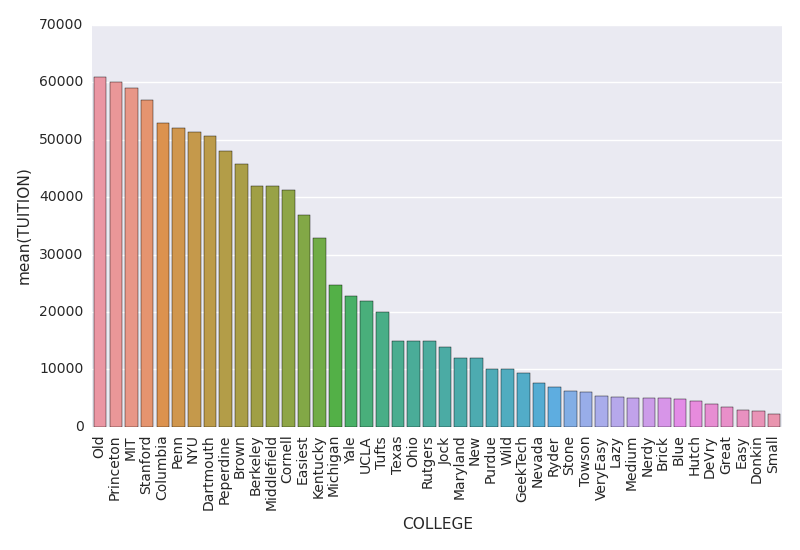 70000
60000
50000
40000
30000
20000
10000
0
mean(TUITION)
Old
Princeton
MIT
Stanford
Columbia
Penn
NYU
Dartmouth
Pepperdine
Brown
Berkeley
Middlefield
Cornell
Easiest
Kentucky
Michigan
Yale
UCLA
Tufts
Texas
Ohio
Rutgers
Jock
Maryland
New
Purdue
Wild
GeekTech
Nevada
Ryder
Stone
Towson
VeryEasy
Lazy
Medium
Nerdy
Brick
Blue
Hutch
DeVry
Great
Easy
Donkin
Small
COLLEGE